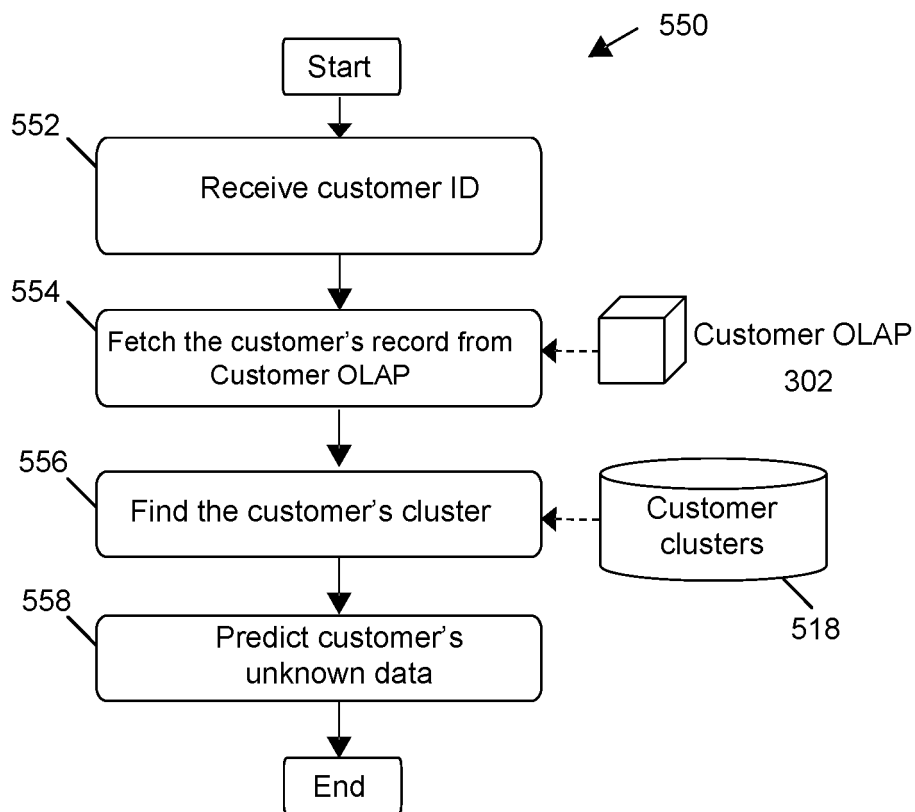 550
Start
552
Receive customer ID
554
Fetch the customer's record from
Customer OLAP
Customer OLAP
302
556
Find the customer's cluster
Customer
clusters
518
558
Predict customer's
unknown data
End